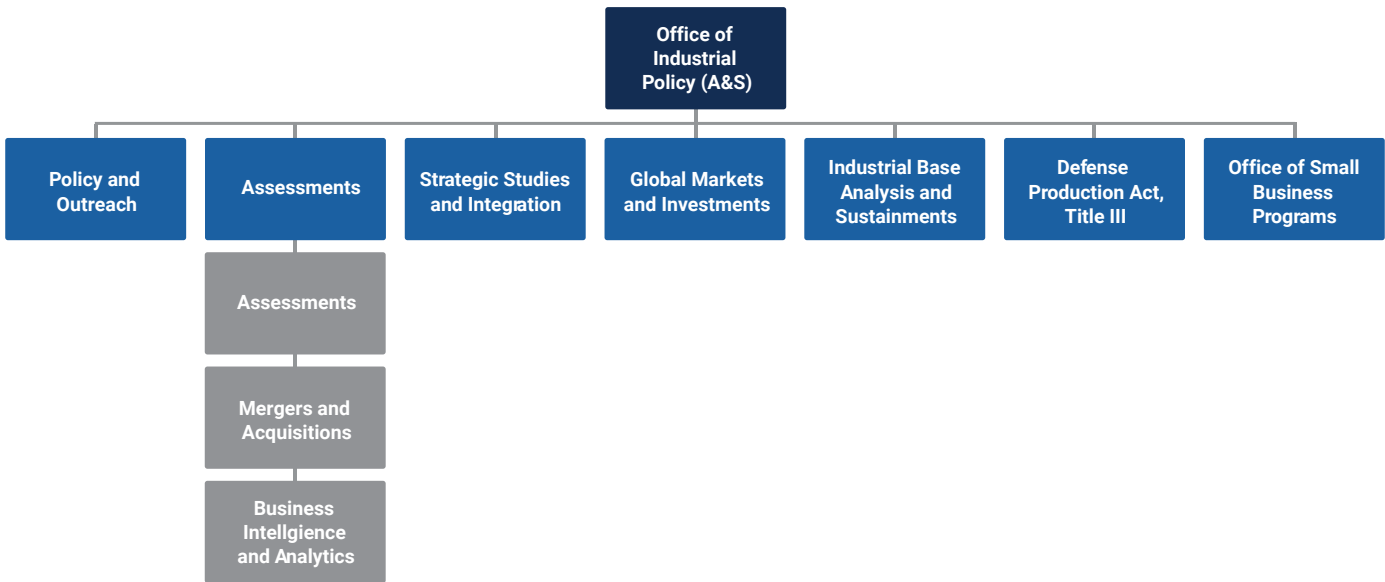 Office of
Industrial
Policy (A&S)
Policy and
Outreach
Assessments
Strategic Studies
and Integration
Global Markets
and Investments
Industrial Base
Analysis and
Sustainments
Defense
Production Act,
Title III
Office of Small
Business
Programs
Assessments
Mergers and
Acquisitions
Business
Intellgience
and Analytics